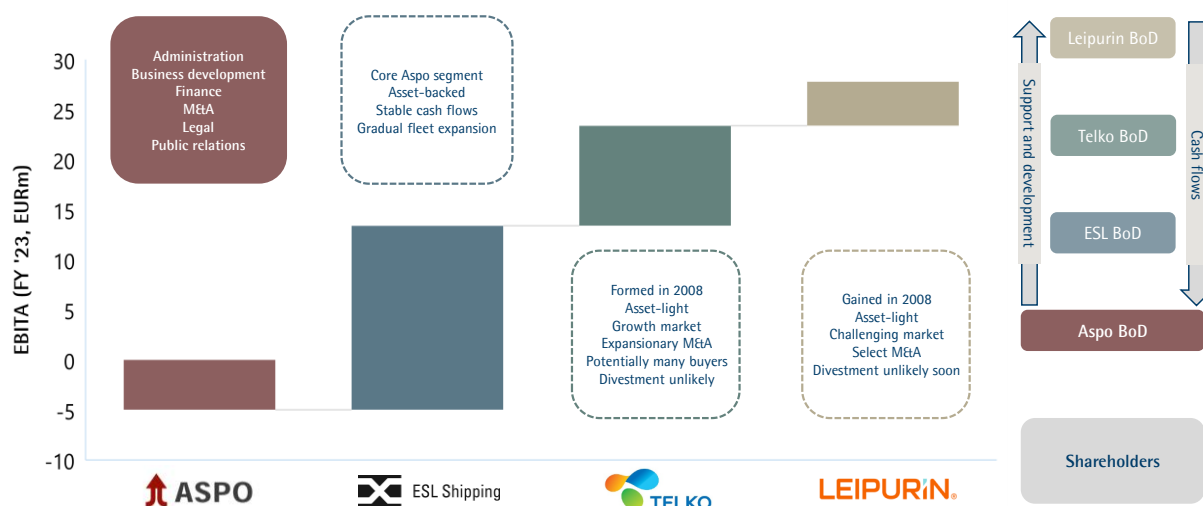 Administration
Business development
Finance
M&A
Legal
Public relations
Core Aspo segment
Asset-backed
Stable cash flows
Gradual fleet expansion
Formed in 2008
Asset-light
Growth market
Expansionary M&A
Potentially many buyers
Divestment unlikely
Gained in 2008
Asset-light
Challenging market
Select M&A
Divestment unlikely soon
EBITA (FY '23, EURm)
30
25
20
15
10
5
0
-5
-10
ASPO
ESL Shipping
TELKO
LEIPURIN®
Support and development
Leipurin BoD
Telko BoD
ESL BoD
Cash flows
Aspo BoD
Shareholders